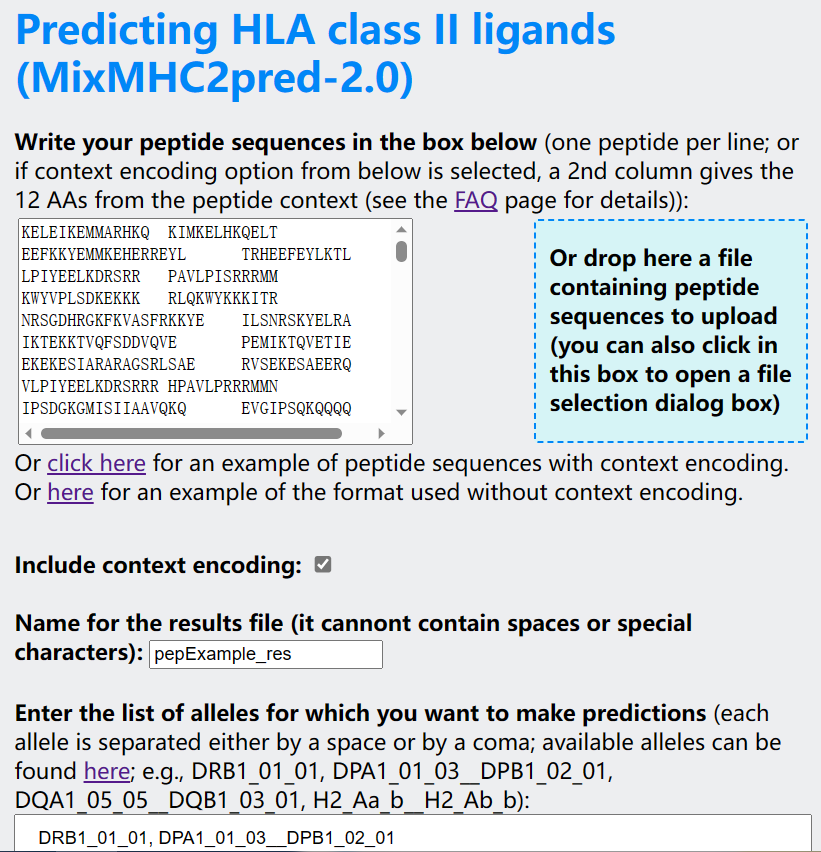 Predicting HLA class II ligands
(MixMHC2pred-2.0)
Write your peptide sequences in the box below (one peptide per line; or
if context encoding option from below is selected, a 2nd column gives the
12 AAs from the peptide context (see the FAQ page for details)):
KELEIKEMMARHKQ KIMKELHKQELT
EEFKKYEMMKEHERREYL TRHEEFEYLKTL
LPIYEELKDRSRR PAVLPISRRRMM
KWYVPLSDKEKKK RLQKWYKKKITR
NRSGDHRGKFKVASFRKKYE ILSNRSKYELRA
IKTEKKTVQFSDDVQVE PEMIKTQVETIE
EKEKESIARARAGSRLSAE RVSEKESAEERQ
VLPIYEELKDRSRRR HPAVLPRRRMMN
IPSDGKGMISIIAAVQKQ EVGIPSQKQQQQ
Or drop here a file
containing peptide
sequences to upload
(you can also click in
this box to open a file
selection dialog box)
Or click here for an example of peptide sequences with context encoding.
Or here for an example of the format used without context encoding.
Include context encoding:
Name for the results file (it cannont contain spaces or special
characters): pepExample_res
Enter the list of alleles for which you want to make predictions (each
allele is separated either by a space or by a coma; available alleles can be
found here; e.g., DRB1_01_01, DPA1_01_03__DPB1_02_01,
DQA1_05_05__DQB1_03_01, H2_Aa_b__H2_Ab_b):
DRB1_01_01, DPA1_01_03__DPB1_02_01